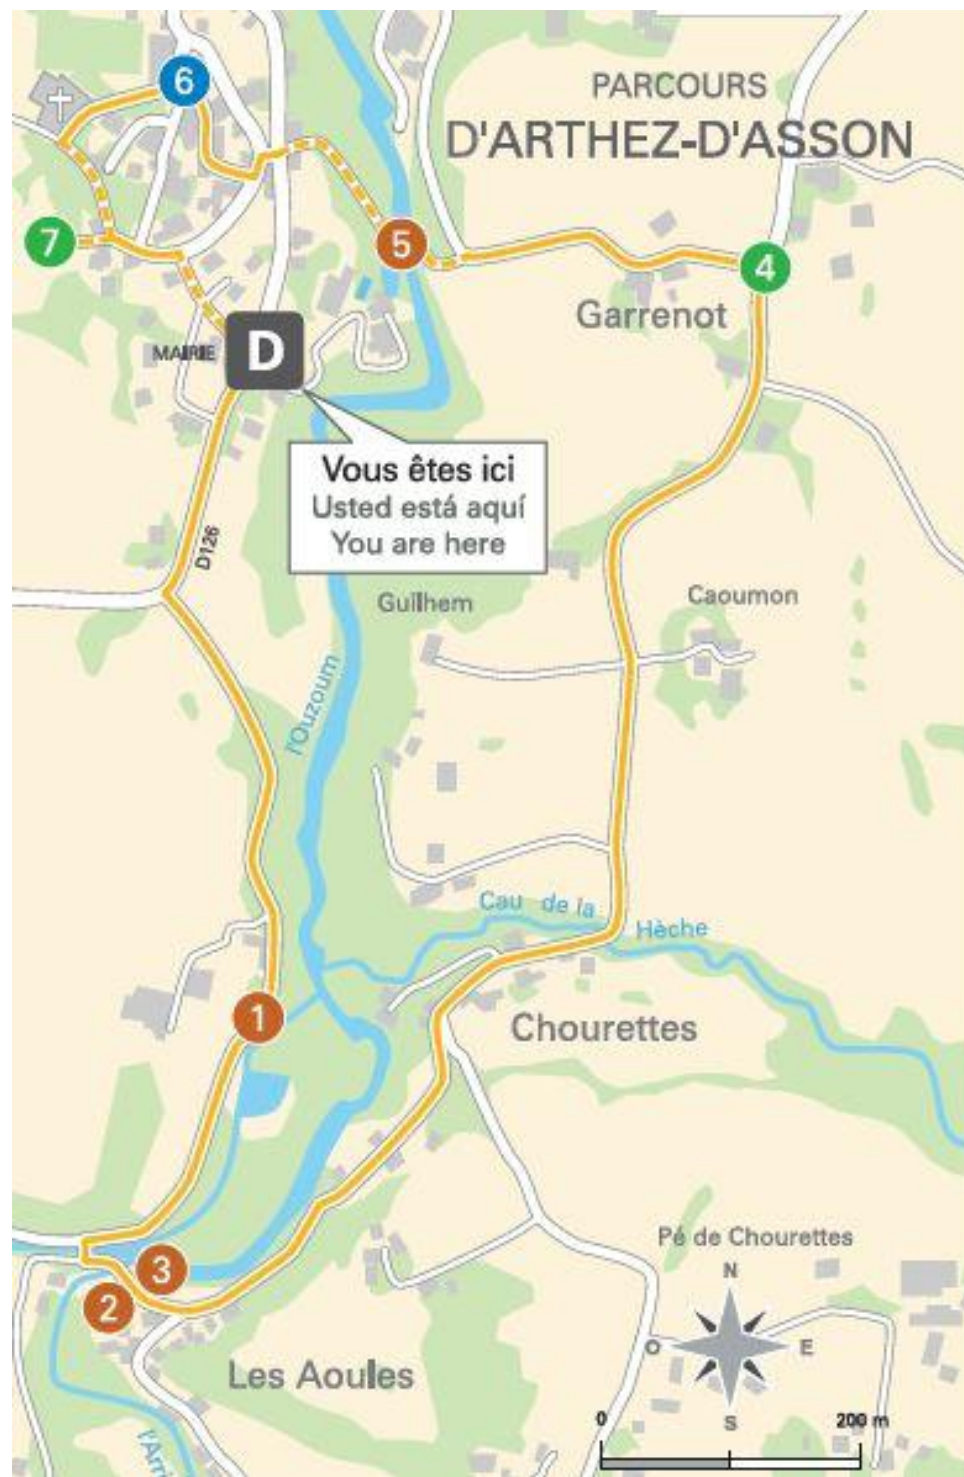 6
PARCOURS
D'ARTHEZ-D'ASSON
7
5
4
Garrenot
MAIRIE
D
Vous êtes ici
Usted está aquí
You are here
D126
Guilhem
Caoumon
l'Ouzoum
Cau de la
Hèche
1
Chourettes
Pé de Chourettes
3
2
N
O
E
S
Les Aoules
0
200 m